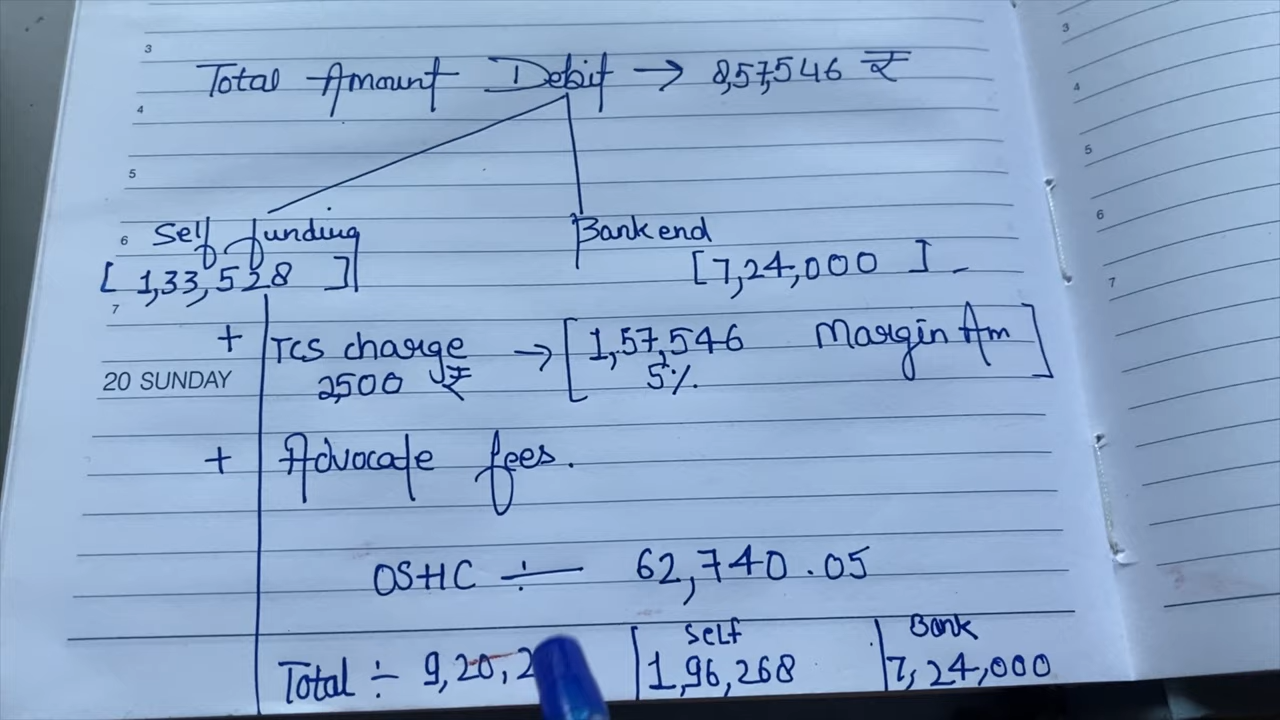 3
Total Amount Debit → 8,57,546 ₹
3
4
4
5
5
6 Self funding
Bank end
6
[ 1,33,528 ]
[7,24,000 ] -
7
7
+ TCS charge → [ 1,57,546 Margin Am ]
20 SUNDAY 2,500 ₹
5%
+ Advocate fees.
OSHC ÷ 62,740.05
Self
Bank
Total ÷ 9,20,2
1,96,268
7,24,000